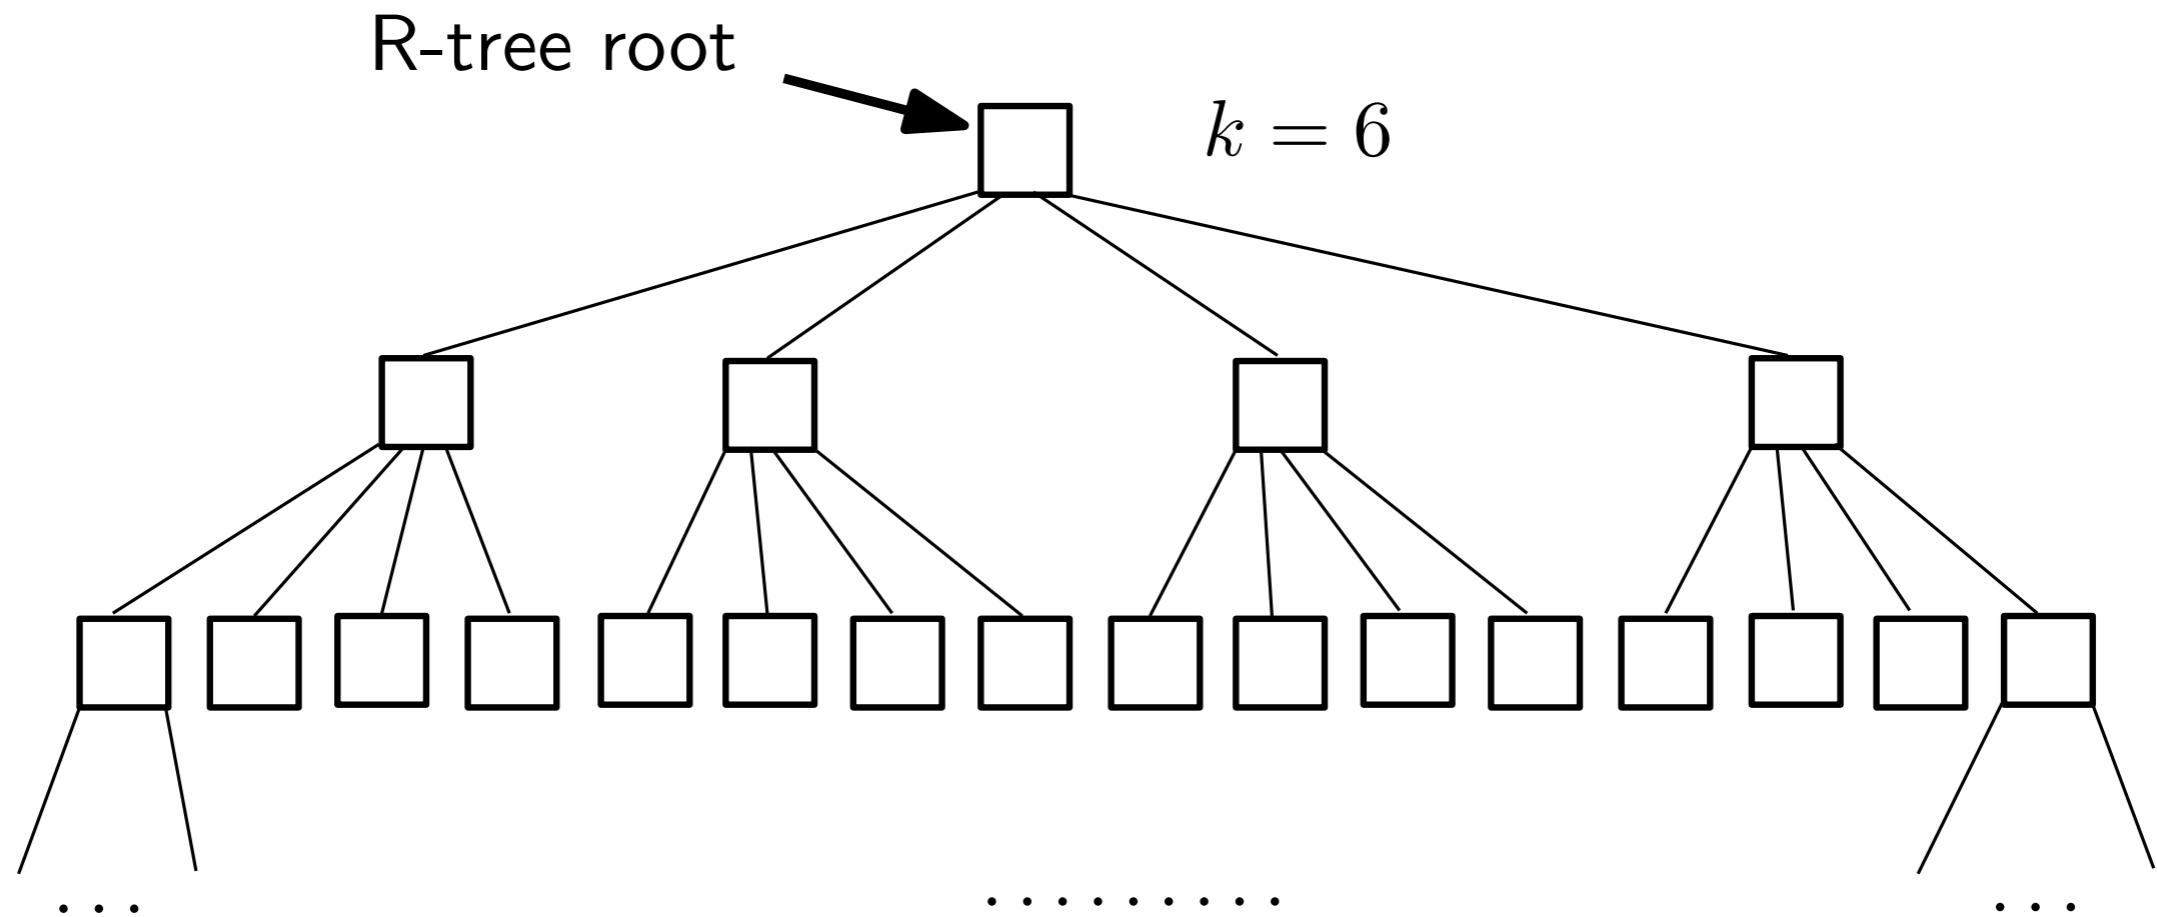 R-tree root
k = 6
. . .
. . . . . . . . .
. . .